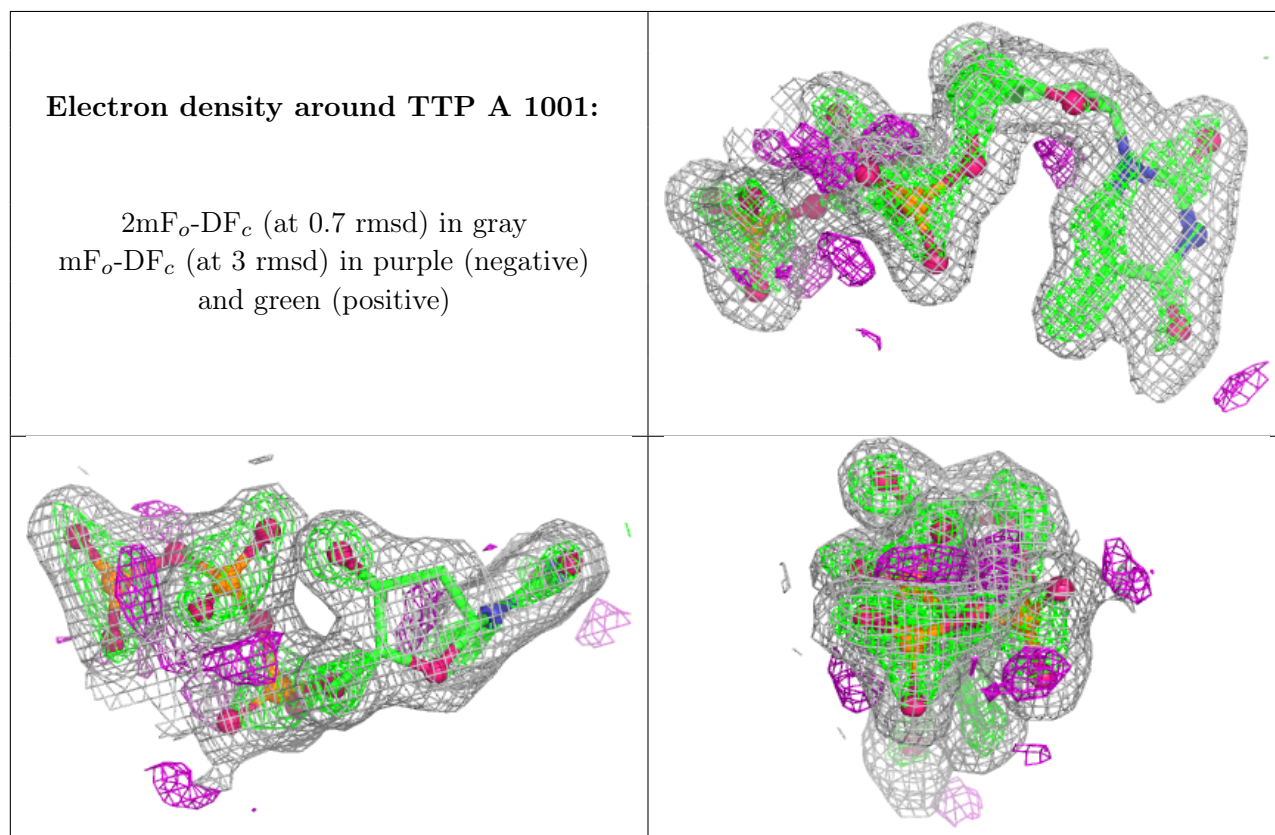 Electron density around TTP A 1001:
2mFo-DFc (at 0.7 rmsd) in gray
mFo-DFc (at 3 rmsd) in purple (negative)
and green (positive)